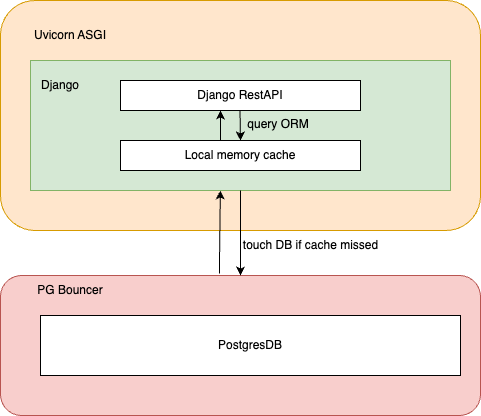 Uvicorn ASGI
Django
Django RestAPI
query ORM
Local memory cache
touch DB if cache missed
PG Bouncer
PostgresDB